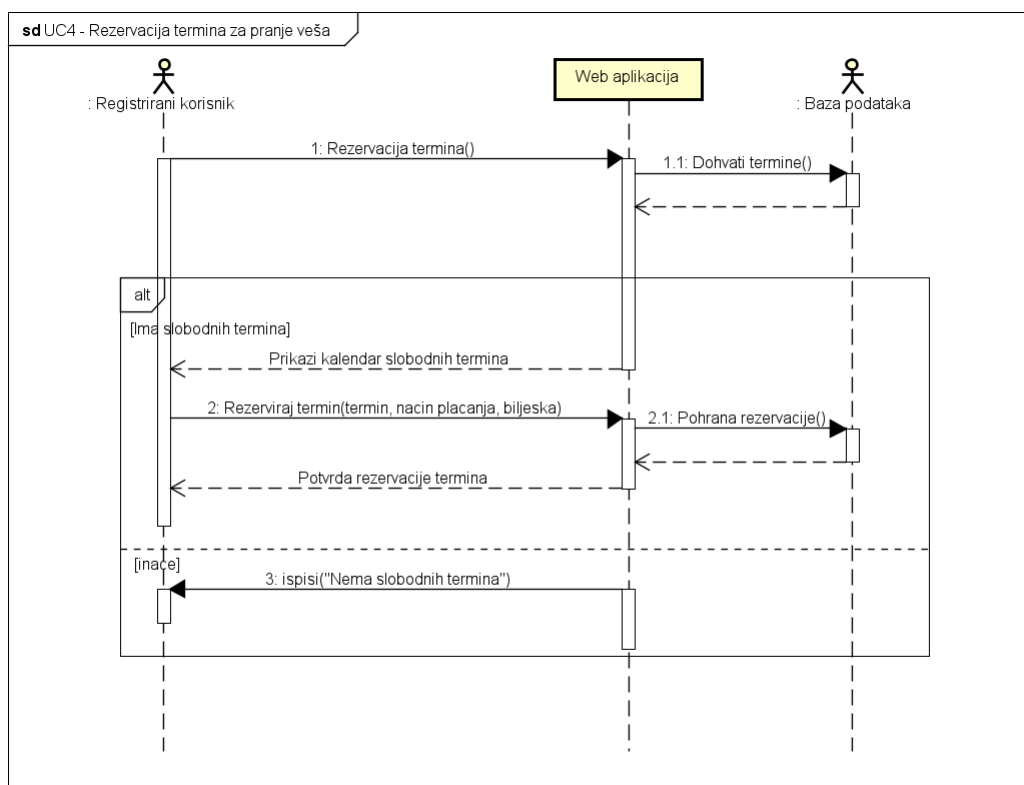 sd UC4 - Rezervacija termina za pranje veša
: Registrirani korisnik
Web aplikacija
: Baza podataka
1: Rezervacija termina()
1.1: Dohvati termine()
alt
[Ima slobodnih termina]
Prikazi kalendar slobodnih termina
2: Rezerviraj termin(termin, nacin placanja, biljeska)
2.1: Pohrana rezervacije()
Potvrda rezervacije termina
[inace]
3: ispisi("Nema slobodnih termina")